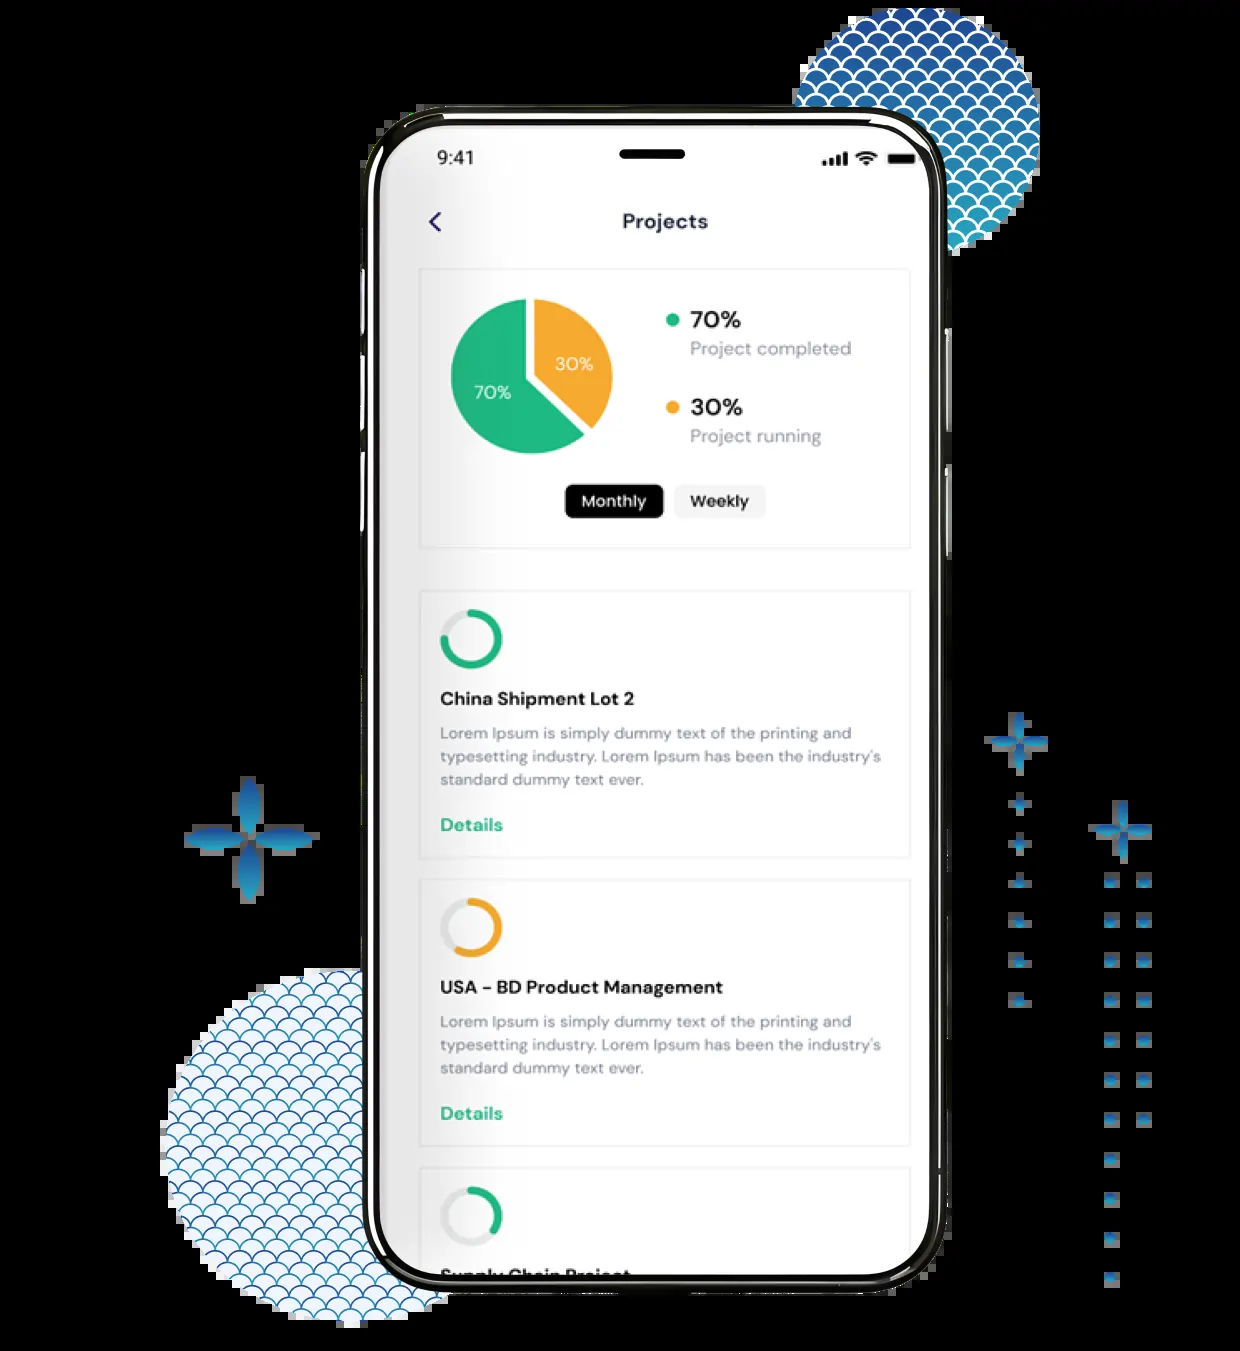 9:41
Projects
70%
Project completed
30%
70%
30%
Project running
Monthly Weekly
China Shipment Lot 2
Lorem Ipsum is simply dummy text of the printing and
typesetting industry. Lorem Ipsum has been the industry's
standard dummy text ever.
Details
USA - BD Product Management
Lorem Ipsum is simply dummy text of the printing and
typesetting industry. Lorem Ipsum has been the industry's
standard dummy text ever.
Details
Supply Chain Project